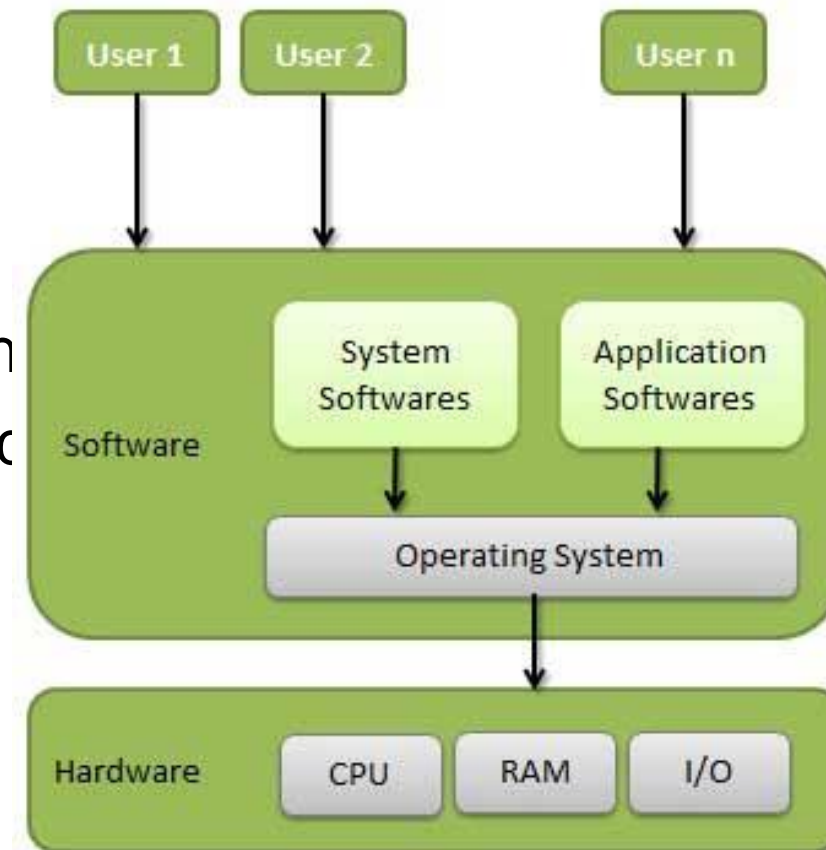 User 1 User 2 User n
System Application
Softwares Softwares
Software
Operating System
Hardware CPU RAM I/O